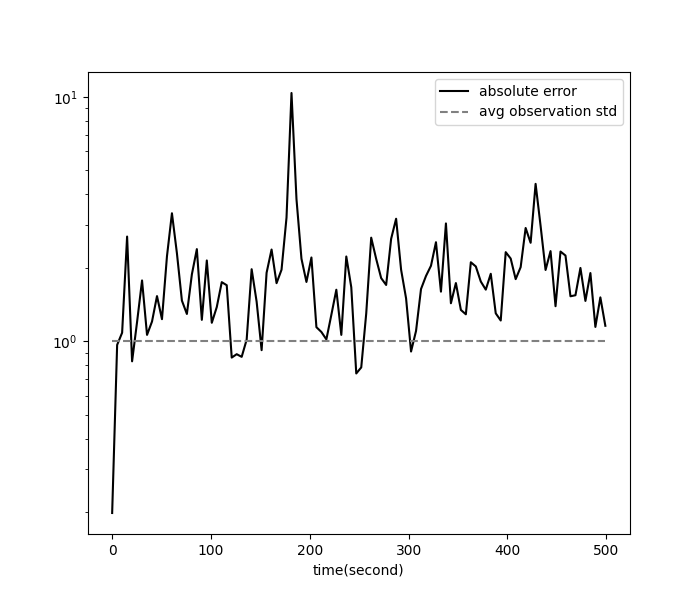 absolute error
avg observation std
10¹
10⁰
0 100 200 300 400 500
time(second)